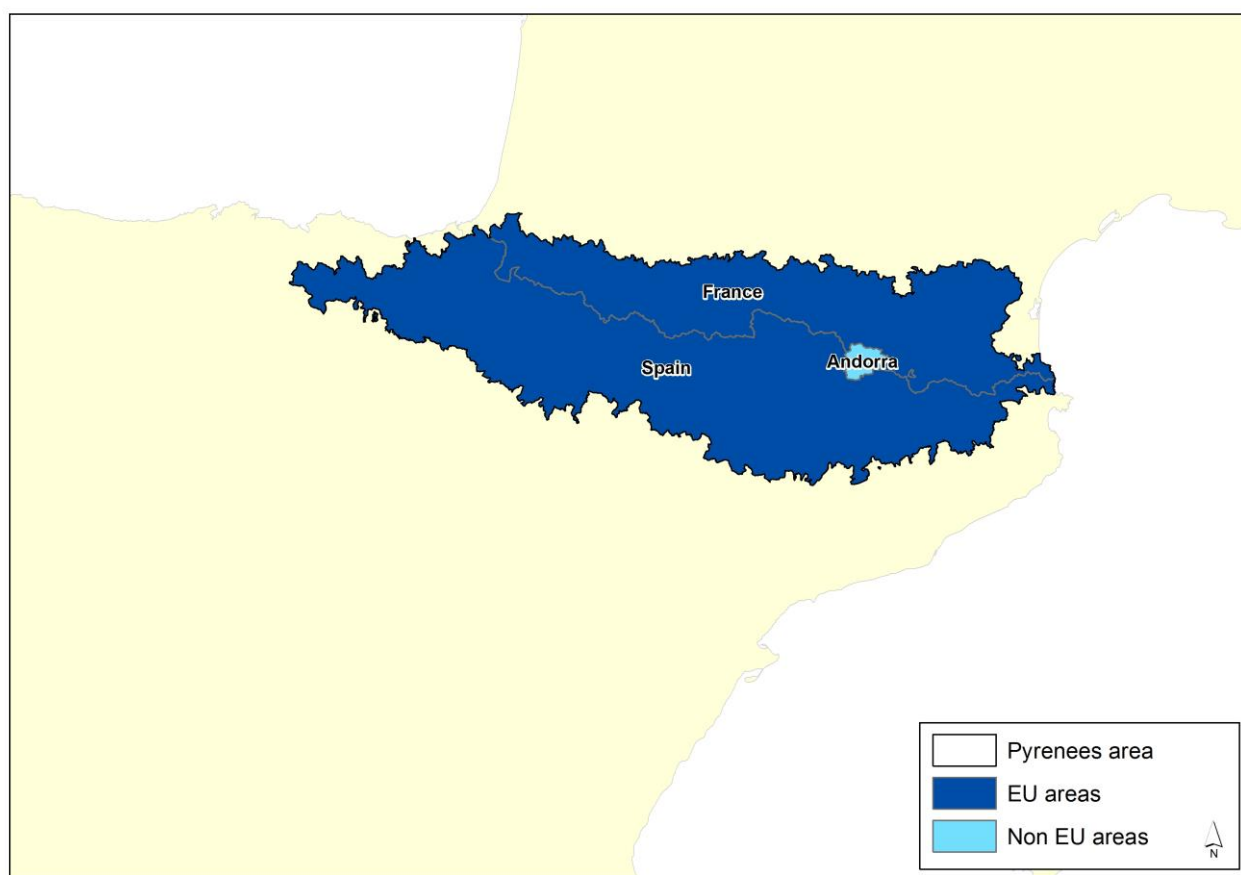 France
Spain
Andorra
Pyrenees area
EU areas
Non EU areas
N